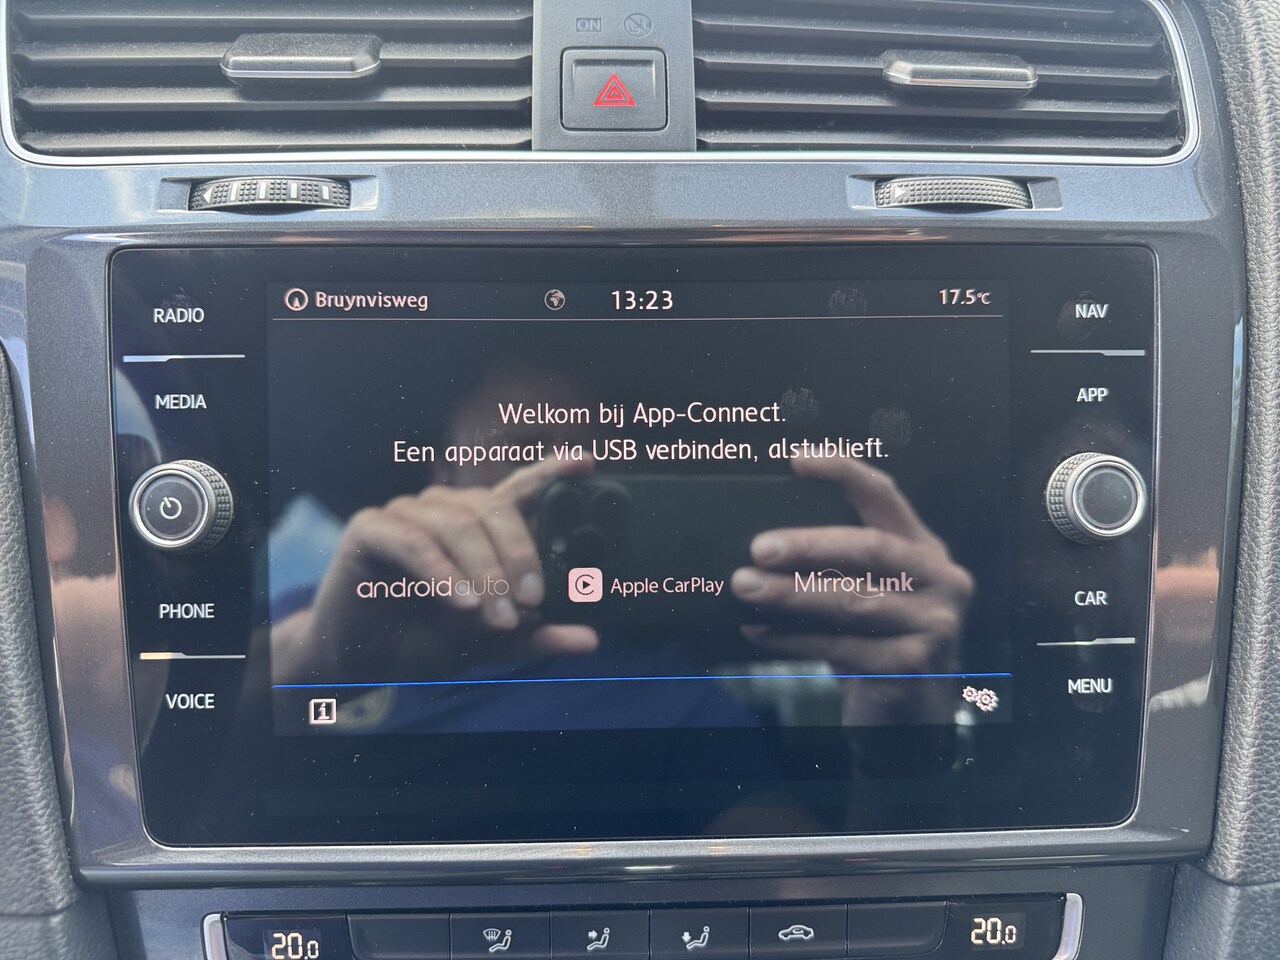 ON
Bruynvisweg 13:23 17.5°C
RADIO
NAV
MEDIA
APP
Welkom bij App-Connect.
Een apparaat via USB verbinden, alstublieft.
androidauto Apple CarPlay MirrorLink
PHONE
CAR
VOICE
MENU
i
20.0 20.0